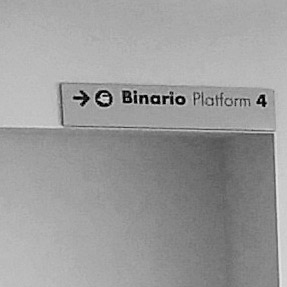 → Binario Platform 4